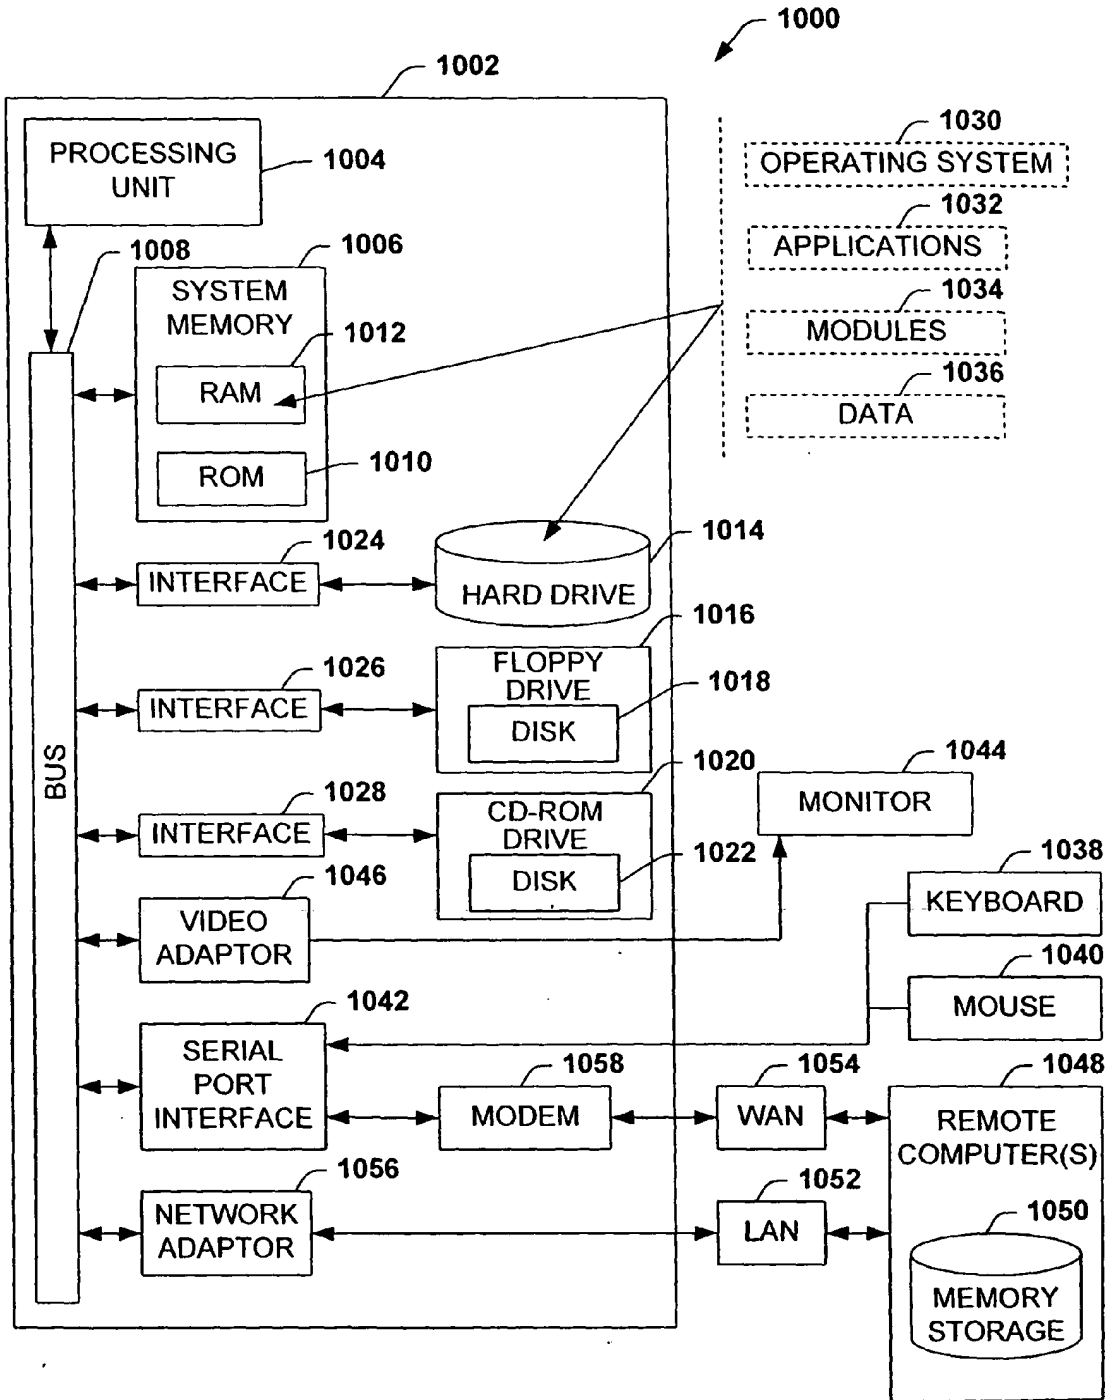 1000
1002
PROCESSING
UNIT
1004
1030
OPERATING SYSTEM
1032
APPLICATIONS
1034
MODULES
1036
DATA
1008
1006
SYSTEM
MEMORY
1012
RAM
1010
ROM
BUS
1024
INTERFACE
1014
HARD DRIVE
1026
INTERFACE
1016
FLOPPY
DRIVE
1018
DISK
1028
INTERFACE
1020
CD-ROM
DRIVE
1022
DISK
1044
MONITOR
1046
VIDEO
ADAPTOR
1038
KEYBOARD
1040
MOUSE
1042
SERIAL
PORT
INTERFACE
1058
MODEM
1054
WAN
1048
REMOTE
COMPUTER(S)
1056
NETWORK
ADAPTOR
1052
LAN
1050
MEMORY
STORAGE